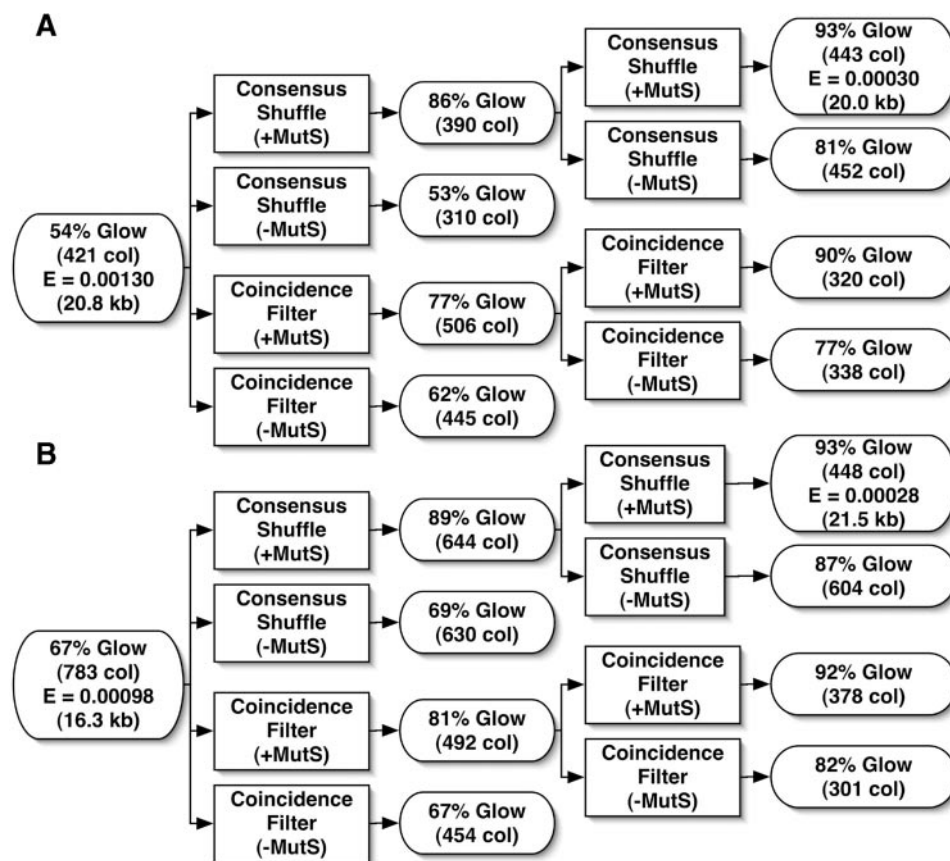 A
54% Glow
(421 col)
E = 0.00130
(20.8 kb)
Consensus
Shuffle
(+MutS)
86% Glow
(390 col)
Consensus
Shuffle
(+MutS)
93% Glow
(443 col)
E = 0.00030
(20.0 kb)
Consensus
Shuffle
(-MutS)
81% Glow
(452 col)
Consensus
Shuffle
(-MutS)
53% Glow
(310 col)
Coincidence
Filter
(+MutS)
77% Glow
(506 col)
Coincidence
Filter
(+MutS)
90% Glow
(320 col)
Coincidence
Filter
(-MutS)
77% Glow
(338 col)
Coincidence
Filter
(-MutS)
62% Glow
(445 col)
B
67% Glow
(783 col)
E = 0.00098
(16.3 kb)
Consensus
Shuffle
(+MutS)
89% Glow
(644 col)
Consensus
Shuffle
(+MutS)
93% Glow
(448 col)
E = 0.00028
(21.5 kb)
Consensus
Shuffle
(-MutS)
87% Glow
(604 col)
Consensus
Shuffle
(-MutS)
69% Glow
(630 col)
Coincidence
Filter
(+MutS)
81% Glow
(492 col)
Coincidence
Filter
(+MutS)
92% Glow
(378 col)
Coincidence
Filter
(-MutS)
82% Glow
(301 col)
Coincidence
Filter
(-MutS)
67% Glow
(454 col)